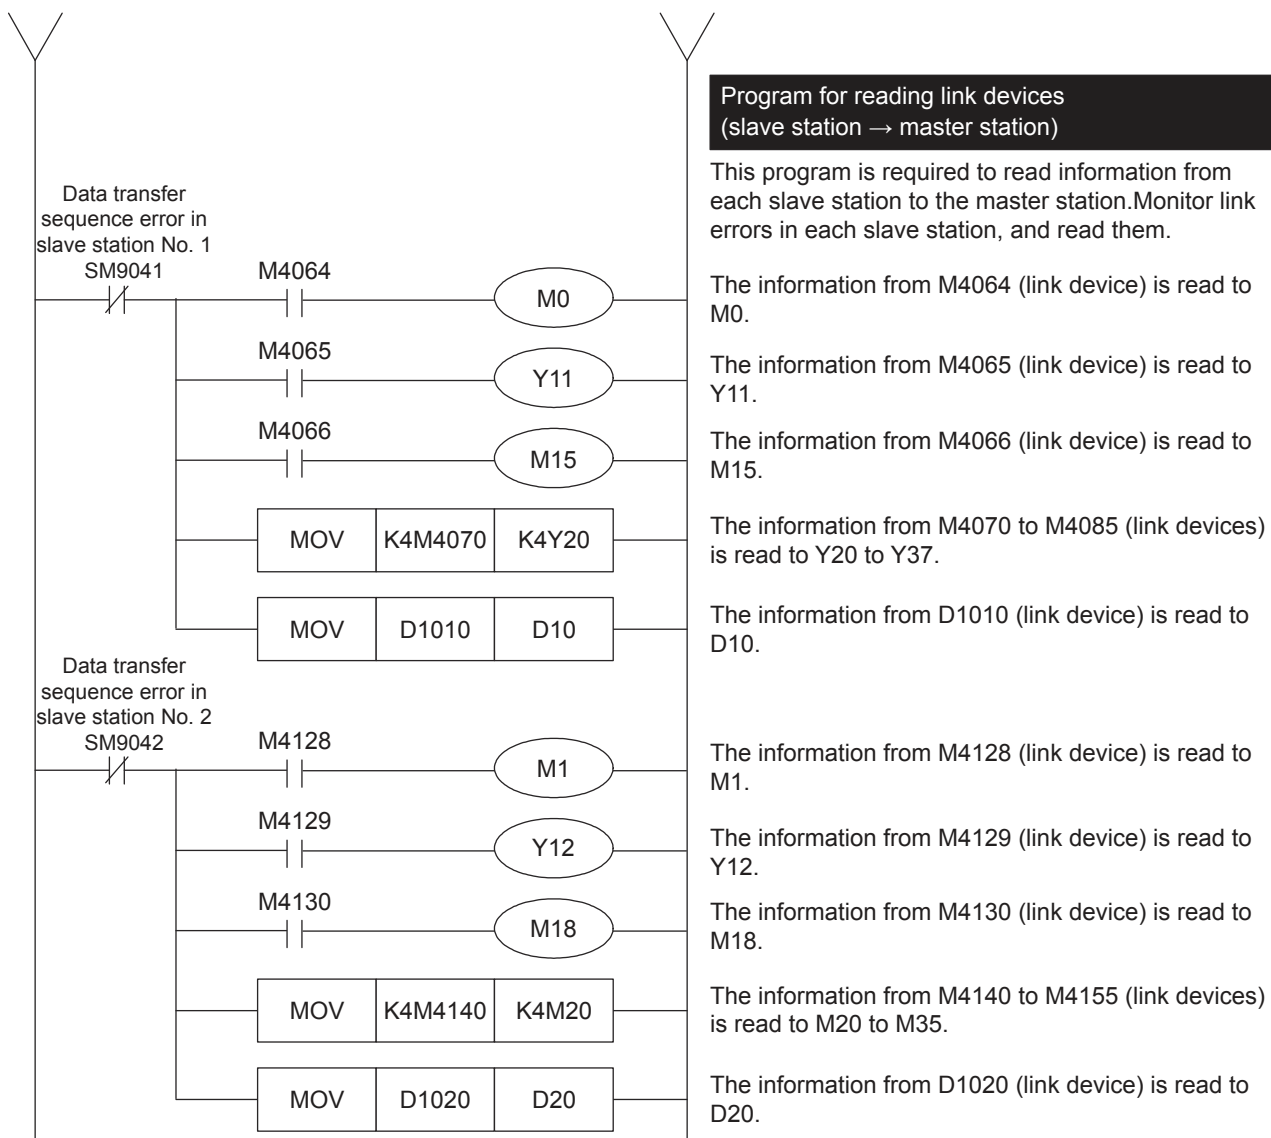 Program for reading link devices
(slave station → master station)
This program is required to read information from
each slave station to the master station.Monitor link
errors in each slave station, and read them.
Data transfer
sequence error in
slave station No. 1
SM9041
M4064
M0
The information from M4064 (link device) is read to
M0.
M4065
Y11
The information from M4065 (link device) is read to
Y11.
M4066
M15
The information from M4066 (link device) is read to
M15.
MOV K4M4070 K4Y20
The information from M4070 to M4085 (link devices)
is read to Y20 to Y37.
MOV D1010 D10
The information from D1010 (link device) is read to
D10.
Data transfer
sequence error in
slave station No. 2
SM9042
M4128
M1
The information from M4128 (link device) is read to
M1.
M4129
Y12
The information from M4129 (link device) is read to
Y12.
M4130
M18
The information from M4130 (link device) is read to
M18.
MOV K4M4140 K4M20
The information from M4140 to M4155 (link devices)
is read to M20 to M35.
MOV D1020 D20
The information from D1020 (link device) is read to
D20.